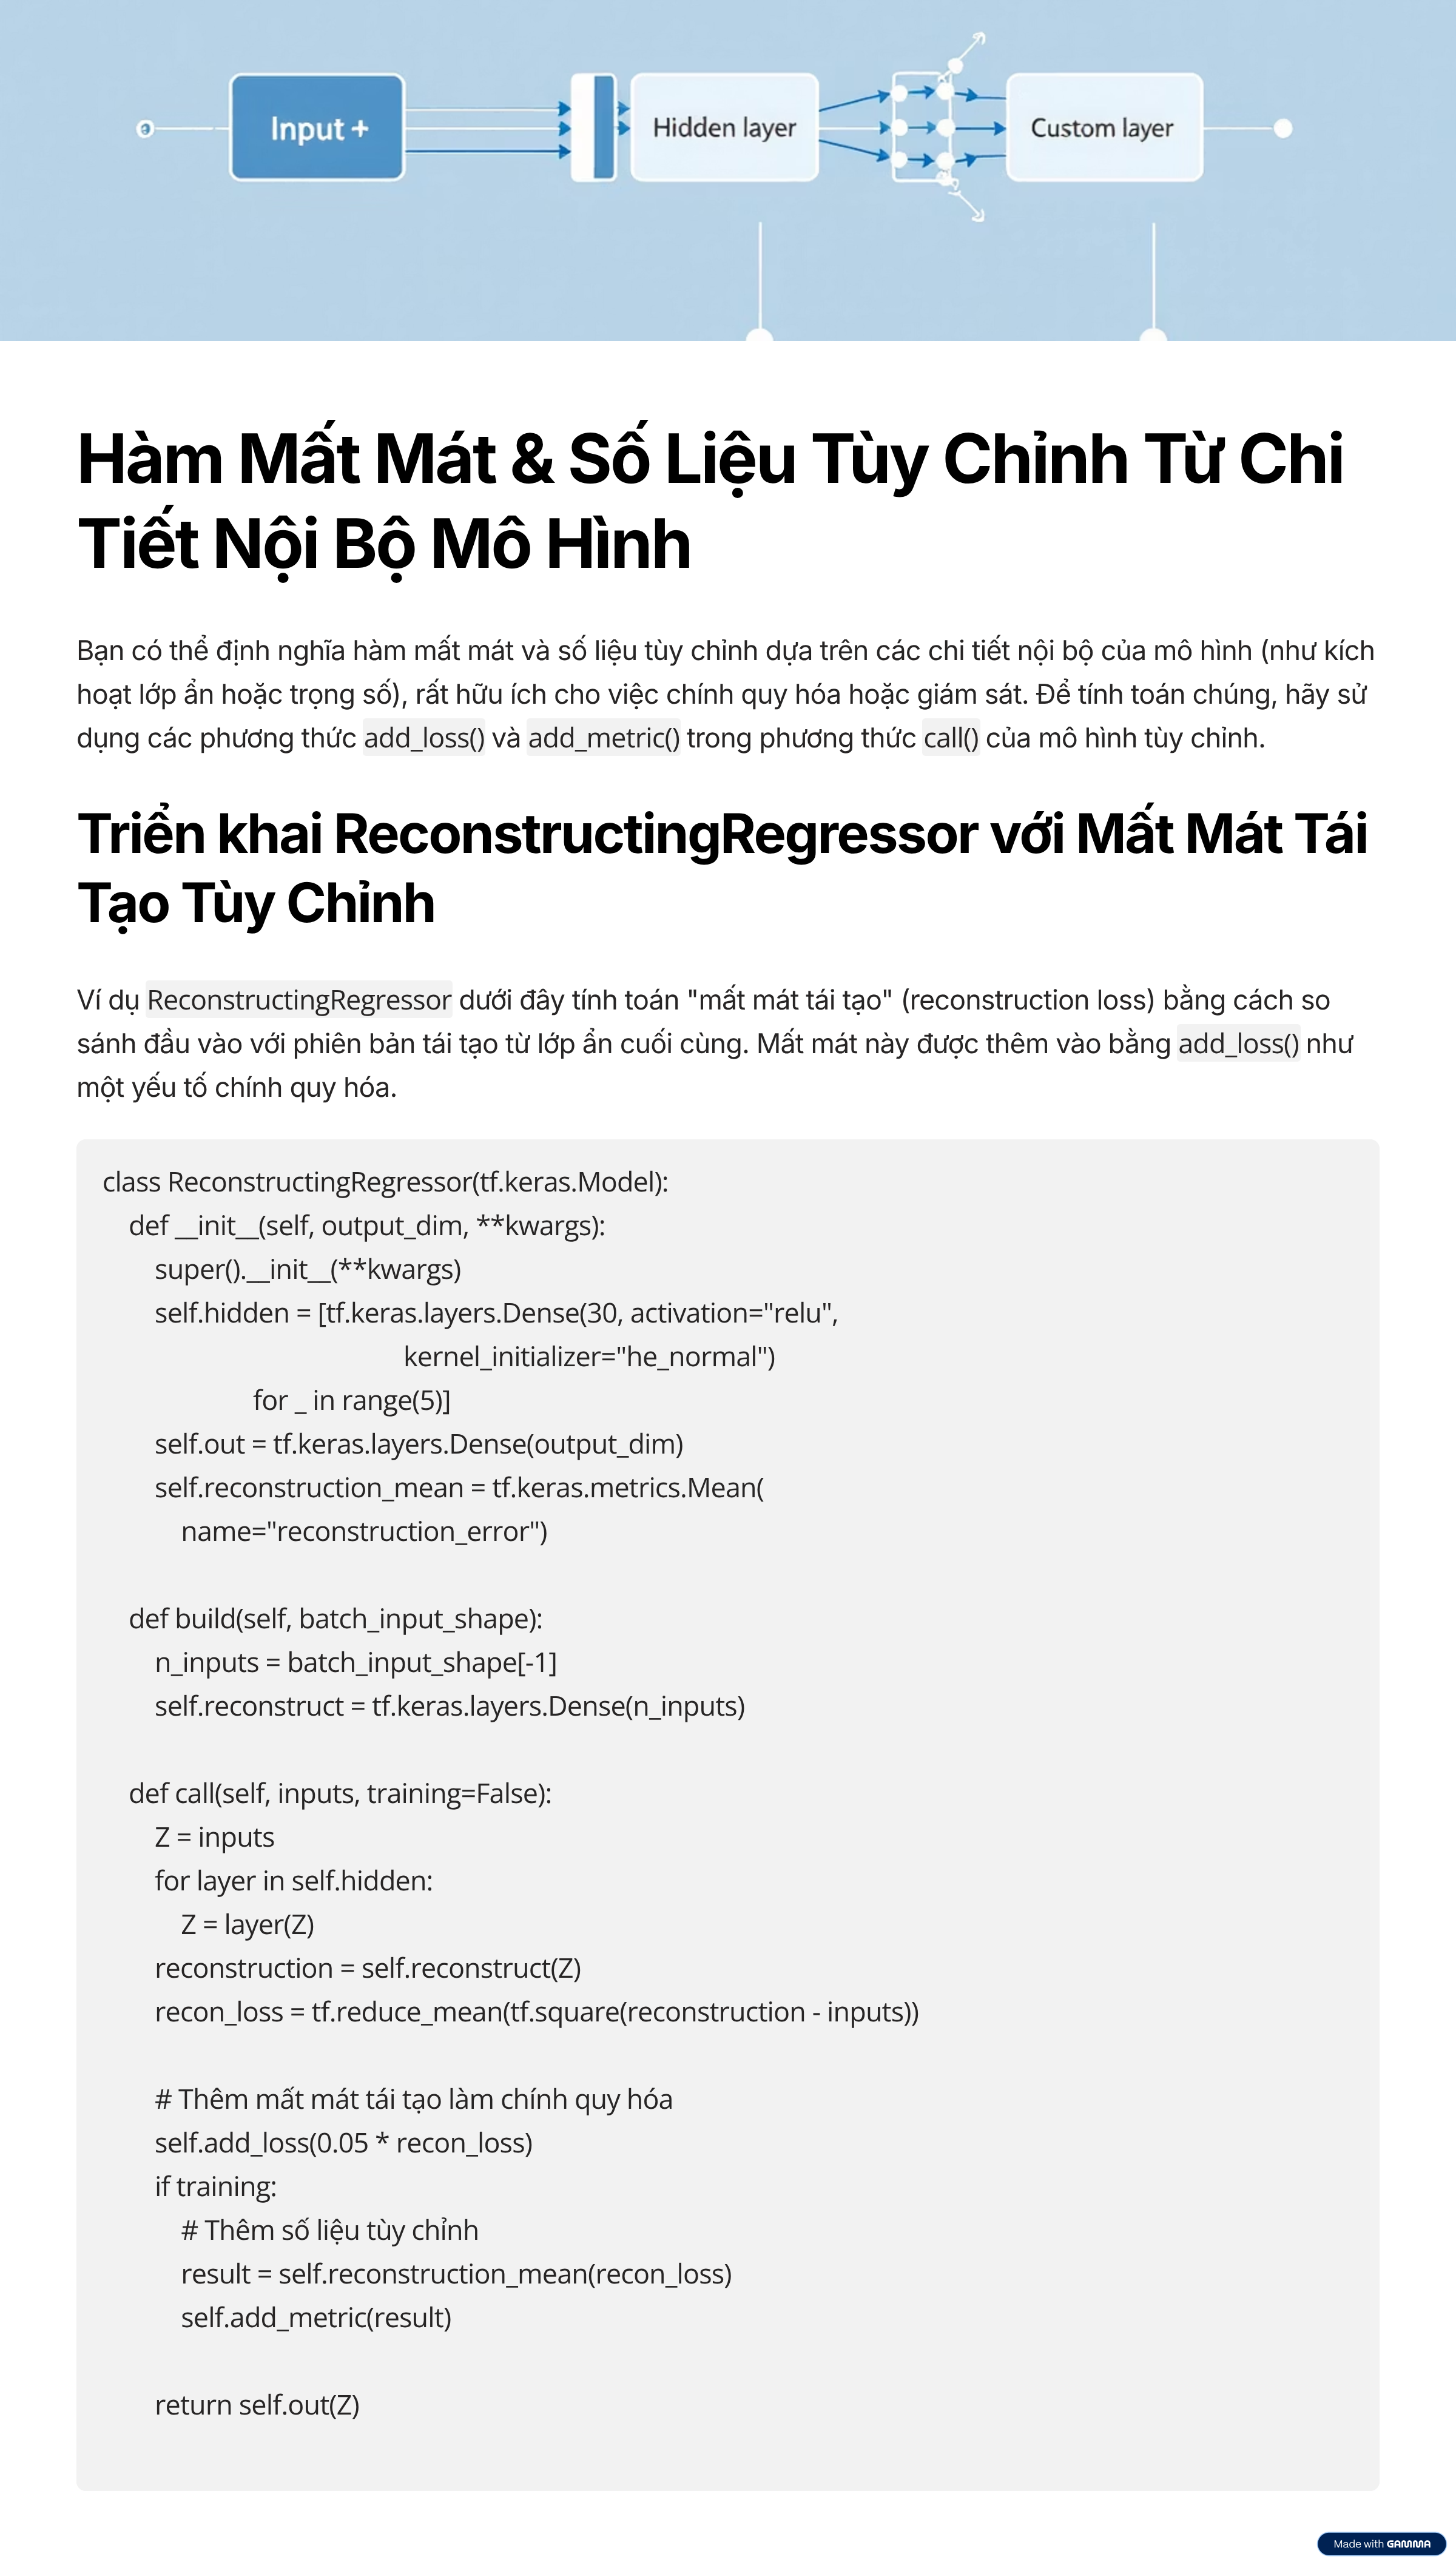 Input +
Hidden layer
Custom layer
Hàm Mất Mát & Số Liệu Tùy Chỉnh Từ Chi
Tiết Nội Bộ Mô Hình
Bạn có thể định nghĩa hàm mất mát và số liệu tùy chỉnh dựa trên các chi tiết nội bộ của mô hình (như kích
hoạt lớp ẩn hoặc trọng số), rất hữu ích cho việc chính quy hóa hoặc giám sát. Để tính toán chúng, hãy sử
dụng các phương thức add_loss() và add_metric() trong phương thức call() của mô hình tùy chỉnh.
Triển khai ReconstructingRegressor với Mất Mát Tái
Tạo Tùy Chỉnh
Ví dụ ReconstructingRegressor dưới đây tính toán "mất mát tái tạo" (reconstruction loss) bằng cách so
sánh đầu vào với phiên bản tái tạo từ lớp ẩn cuối cùng. Mất mát này được thêm vào bằng add_loss() như
một yếu tố chính quy hóa.
class ReconstructingRegressor(tf.keras.Model):
    def __init__(self, output_dim, **kwargs):
        super().__init__(**kwargs)
        self.hidden = [tf.keras.layers.Dense(30, activation="relu",
                                             kernel_initializer="he_normal")
                       for _ in range(5)]
        self.out = tf.keras.layers.Dense(output_dim)
        self.reconstruction_mean = tf.keras.metrics.Mean(
            name="reconstruction_error")
    def build(self, batch_input_shape):
        n_inputs = batch_input_shape[-1]
        self.reconstruct = tf.keras.layers.Dense(n_inputs)
    def call(self, inputs, training=False):
        Z = inputs
        for layer in self.hidden:
            Z = layer(Z)
        reconstruction = self.reconstruct(Z)
        recon_loss = tf.reduce_mean(tf.square(reconstruction - inputs))
        # Thêm mất mát tái tạo làm chính quy hóa
        self.add_loss(0.05 * recon_loss)
        if training:
            # Thêm số liệu tùy chỉnh
            result = self.reconstruction_mean(recon_loss)
            self.add_metric(result)
        return self.out(Z)
Made with GAMMA